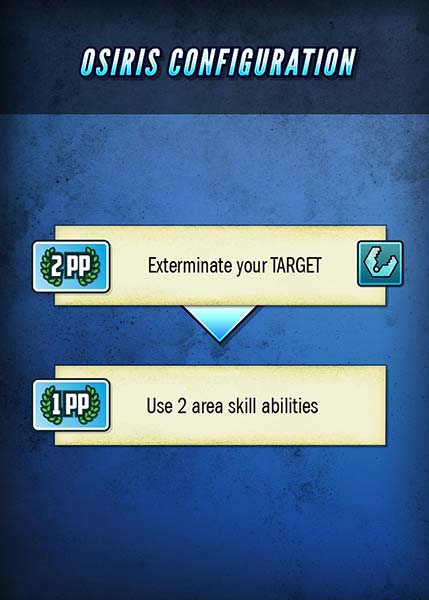 OSIRIS CONFIGURATION
2 PP
Exterminate your TARGET
1 PP
Use 2 area skill abilities